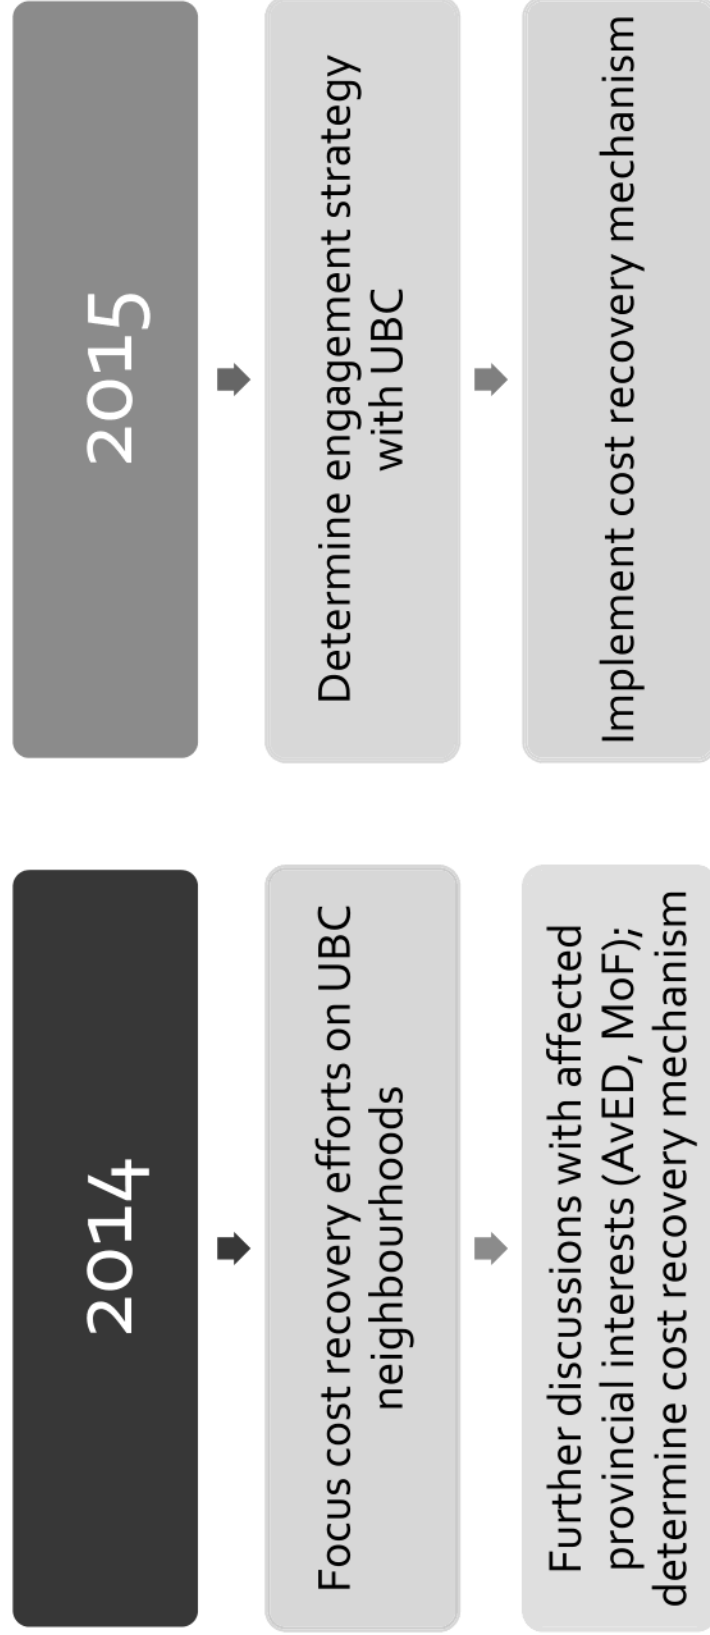 2014
Focus cost recovery efforts on UBC
neighbourhoods
Further discussions with affected
provincial interests (AvED, MoF);
determine cost recovery mechanism
2015
Determine engagement strategy
with UBC
Implement cost recovery mechanism